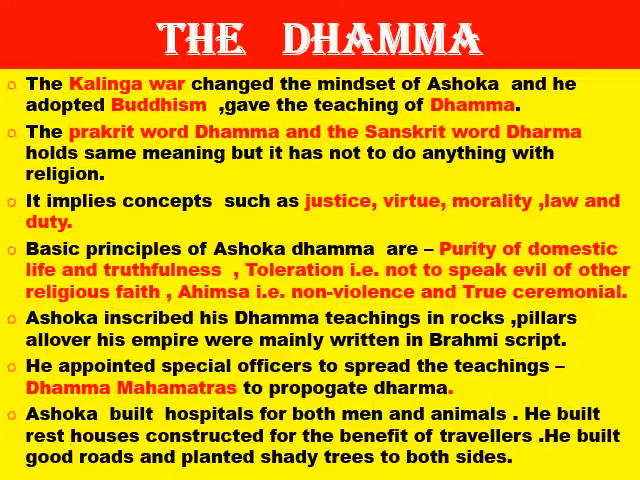 THE DHAMMA
The Kalinga war changed the mindset of Ashoka and he
adopted Buddhism ,gave the teaching of Dhamma.
The prakrit word Dhamma and the Sanskrit word Dharma
holds same meaning but it has not to do anything with
religion.
It implies concepts such as justice, virtue, morality ,law and
duty.
Basic principles of Ashoka dhamma are – Purity of domestic
life and truthfulness , Toleration i.e. not to speak evil of other
religious faith , Ahimsa i.e. non-violence and True ceremonial.
Ashoka inscribed his Dhamma teachings in rocks ,pillars
allover his empire were mainly written in Brahmi script.
He appointed special officers to spread the teachings –
Dhamma Mahamatras to propogate dharma.
Ashoka built hospitals for both men and animals . He built
rest houses constructed for the benefit of travellers .He built
good roads and planted shady trees to both sides.